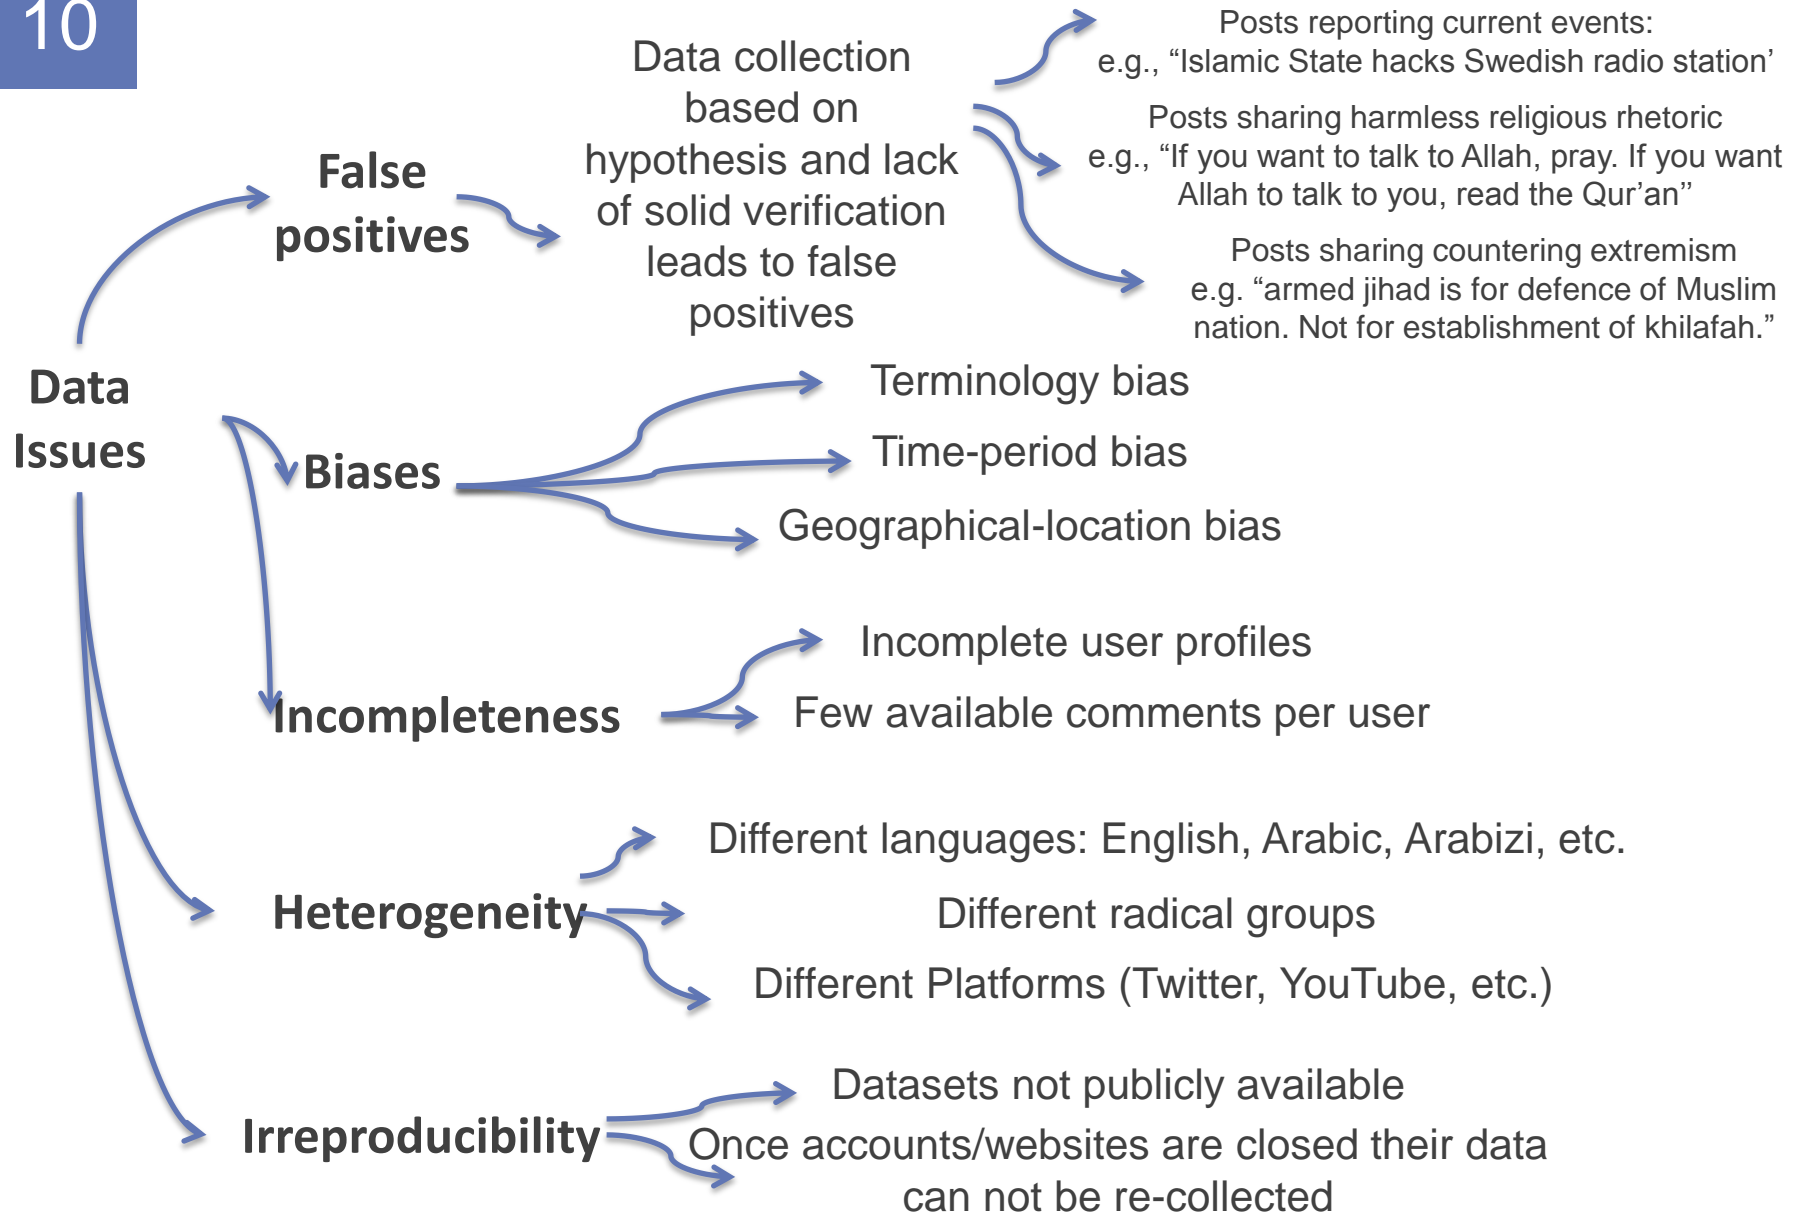 10
Data
Issues
False
positives
Data collection
based on
hypothesis and lack
of solid verification
leads to false
positives
Posts reporting current events:
e.g., “Islamic State hacks Swedish radio station’
Posts sharing harmless religious rhetoric
e.g., “If you want to talk to Allah, pray. If you want
Allah to talk to you, read the Qur’an’’
Posts sharing countering extremism
e.g. “armed jihad is for defence of Muslim
nation. Not for establishment of khilafah.”
Biases
Terminology bias
Time-period bias
Geographical-location bias
Incompleteness
Incomplete user profiles
Few available comments per user
Heterogeneity
Different languages: English, Arabic, Arabizi, etc.
Different radical groups
Different Platforms (Twitter, YouTube, etc.)
Irreproducibility
Datasets not publicly available
Once accounts/websites are closed their data
can not be re-collected